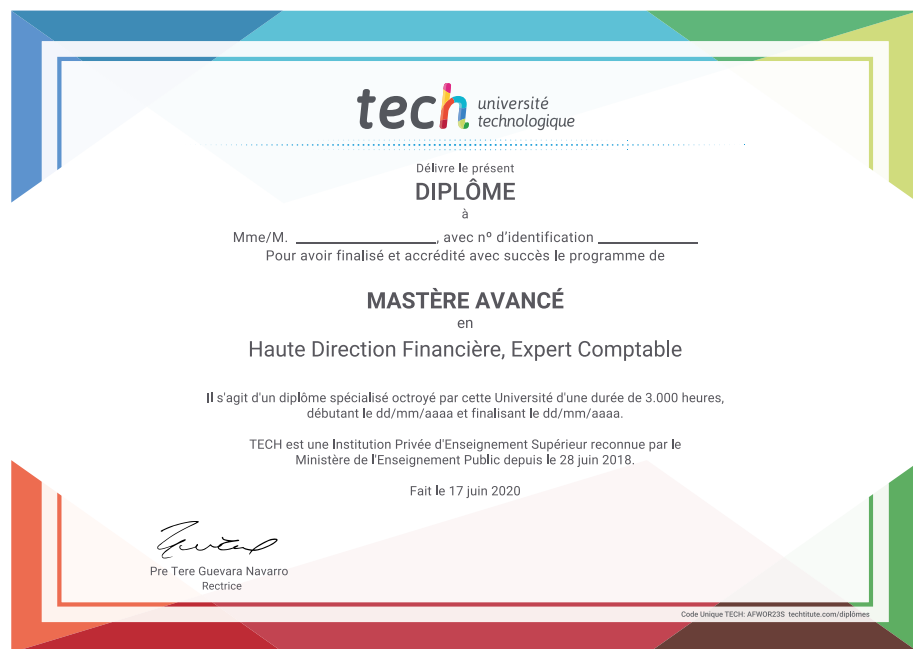 tech université
technologique
Délivre le présent
DIPLÔME
à
Mme/M. ____________, avec nº d'identification ____________
Pour avoir finalisé et accrédité avec succès le programme de
MASTÈRE AVANCÉ
en
Haute Direction Financière, Expert Comptable
Il s'agit d'un diplôme spécialisé octroyé par cette Université d'une durée de 3.000 heures,
débutant le dd/mm/aaaa et finalisant le dd/mm/aaaa.
TECH est une Institution Privée d'Enseignement Supérieur reconnue par le
Ministère de l'Enseignement Public depuis le 28 juin 2018.
Fait le 17 juin 2020
Pre Tere Guevara Navarro
Rectrice
Code Unique TECH: AFWOR23S techtitute.com/diplômes